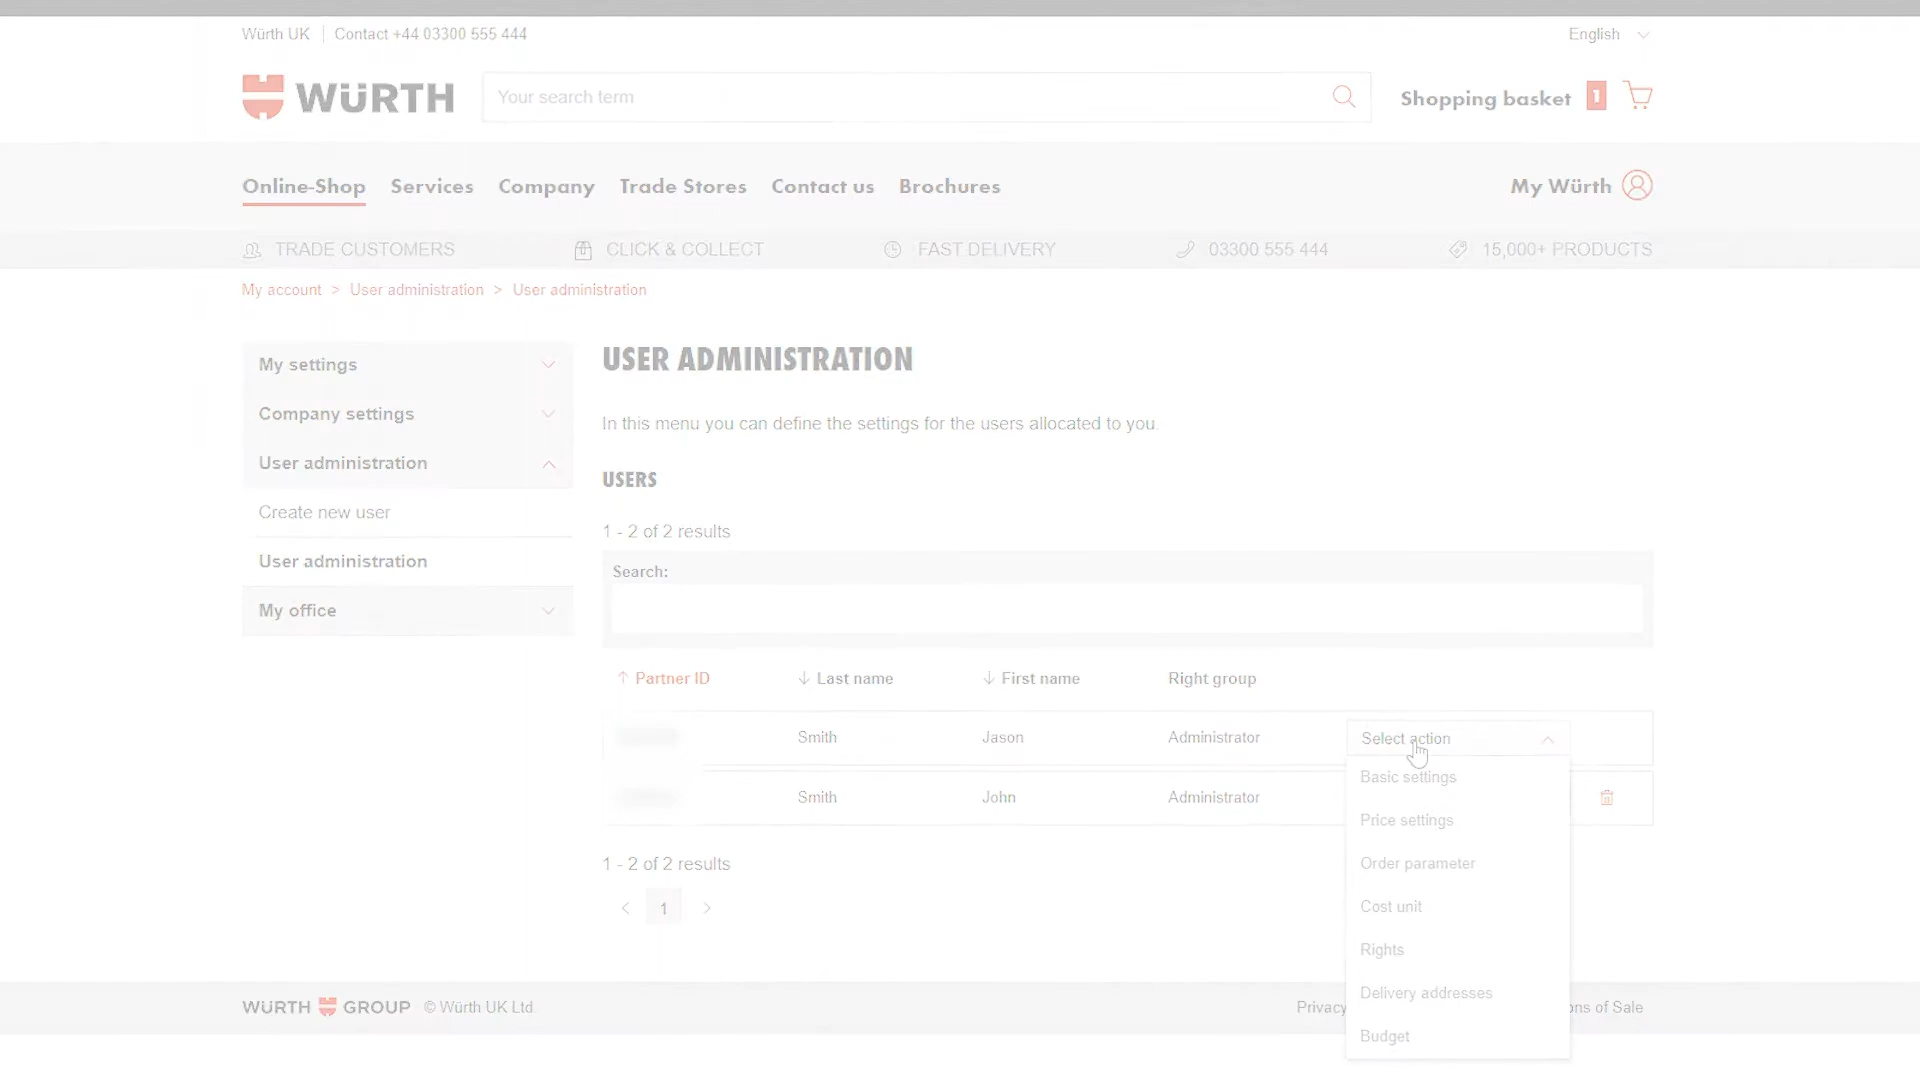 Würth UK Contact +44 03300 555 444
English
WÜRTH
Your search term
Shopping basket 1
Online-Shop Services Company Trade Stores Contact us Brochures
My Würth
TRADE CUSTOMERS CLICK & COLLECT FAST DELIVERY 03300 555 444 15,000+ PRODUCTS
My account > User administration > User administration
My settings
Company settings
User administration
Create new user
User administration
My office
USER ADMINISTRATION
In this menu you can define the settings for the users allocated to you.
USERS
1 - 2 of 2 results
Search:
Partner ID Last name First name Right group
Smith Jason Administrator Select action
Smith John Administrator
Basic settings
Price settings
Order parameter
Cost unit
Rights
Delivery addresses
Budget
1 - 2 of 2 results
< 1 >
WÜRTH GROUP © Würth UK Ltd.
Privacy
of Sale